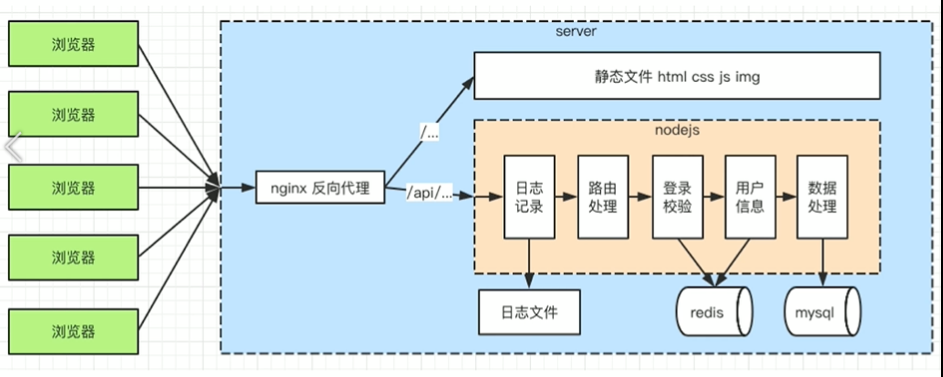 server
浏览器
浏览器
浏览器
浏览器
浏览器
nginx 反向代理
/...
/api/...
静态文件 html css js img
nodejs
日志
记录
路由
处理
登录
校验
用户
信息
数据
处理
日志文件
redis
mysql